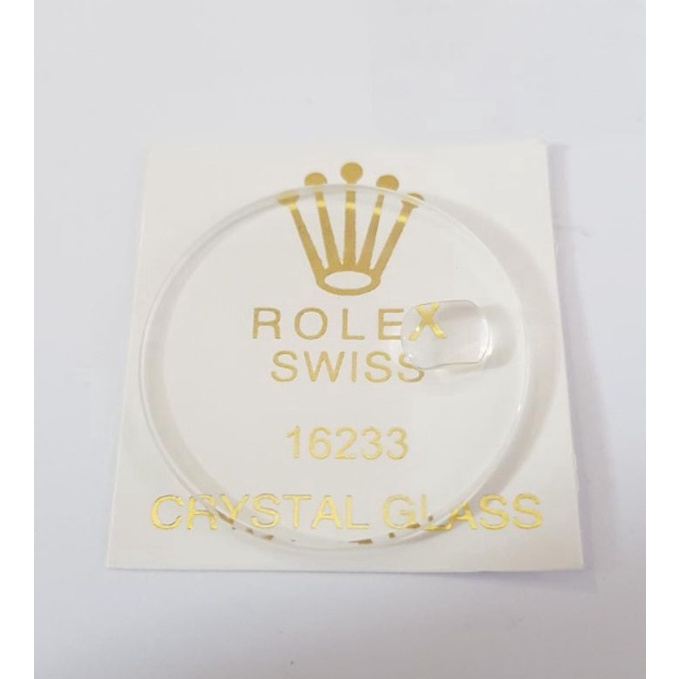 ROLEX
SWISS
16233
CRYSTAL GLASS